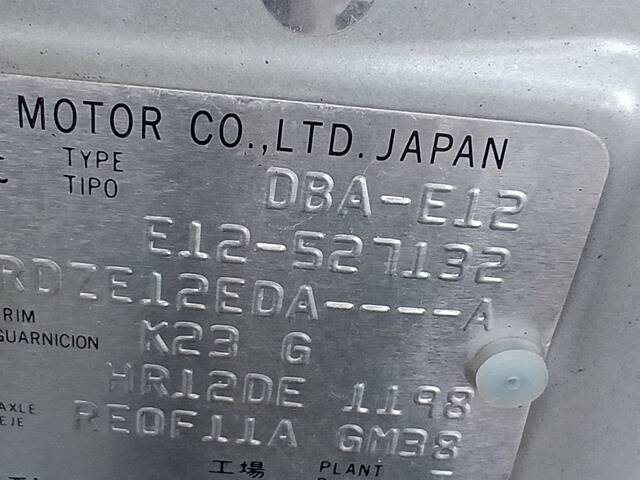 MOTOR CO.,LTD. JAPAN
TYPE
TIPO DBA-E12
E12-527132
RDZE12EDA----A
RIM
GUARNICION K23 G
HR12DE 1198
AXLE
EJE RE0F11A GM38
工場 PLANT